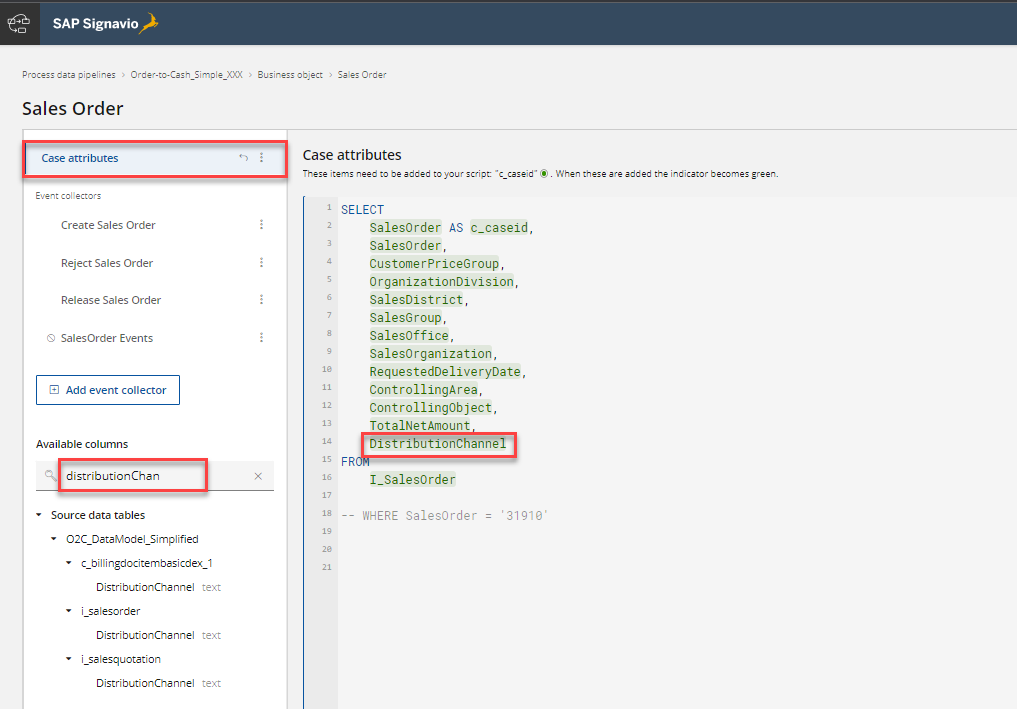 SAP Signavio
Process data pipelines > Order-to-Cash_Simple_XXX > Business object > Sales Order
Sales Order
Case attributes
Event collectors
Create Sales Order
Reject Sales Order
Release Sales Order
SalesOrder Events
Add event collector
Available columns
distributionChan
Source data tables
O2C_DataModel_Simplified
c_billingdocitembasicdex_1
DistributionChannel text
i_salesorder
DistributionChannel text
i_salesquotation
DistributionChannel text
Case attributes
These items need to be added to your script: "c_caseid" . When these are added the indicator becomes green.
1 SELECT
2 SalesOrder AS c_caseid,
3 SalesOrder,
4 CustomerPriceGroup,
5 OrganizationDivision,
6 SalesDistrict,
7 SalesGroup,
8 SalesOffice,
9 SalesOrganization,
10 RequestedDeliveryDate,
11 ControllingArea,
12 ControllingObject,
13 TotalNetAmount,
14 DistributionChannel
15 FROM
16 I_SalesOrder
17
18 -- WHERE SalesOrder = '31910'
19
20
21